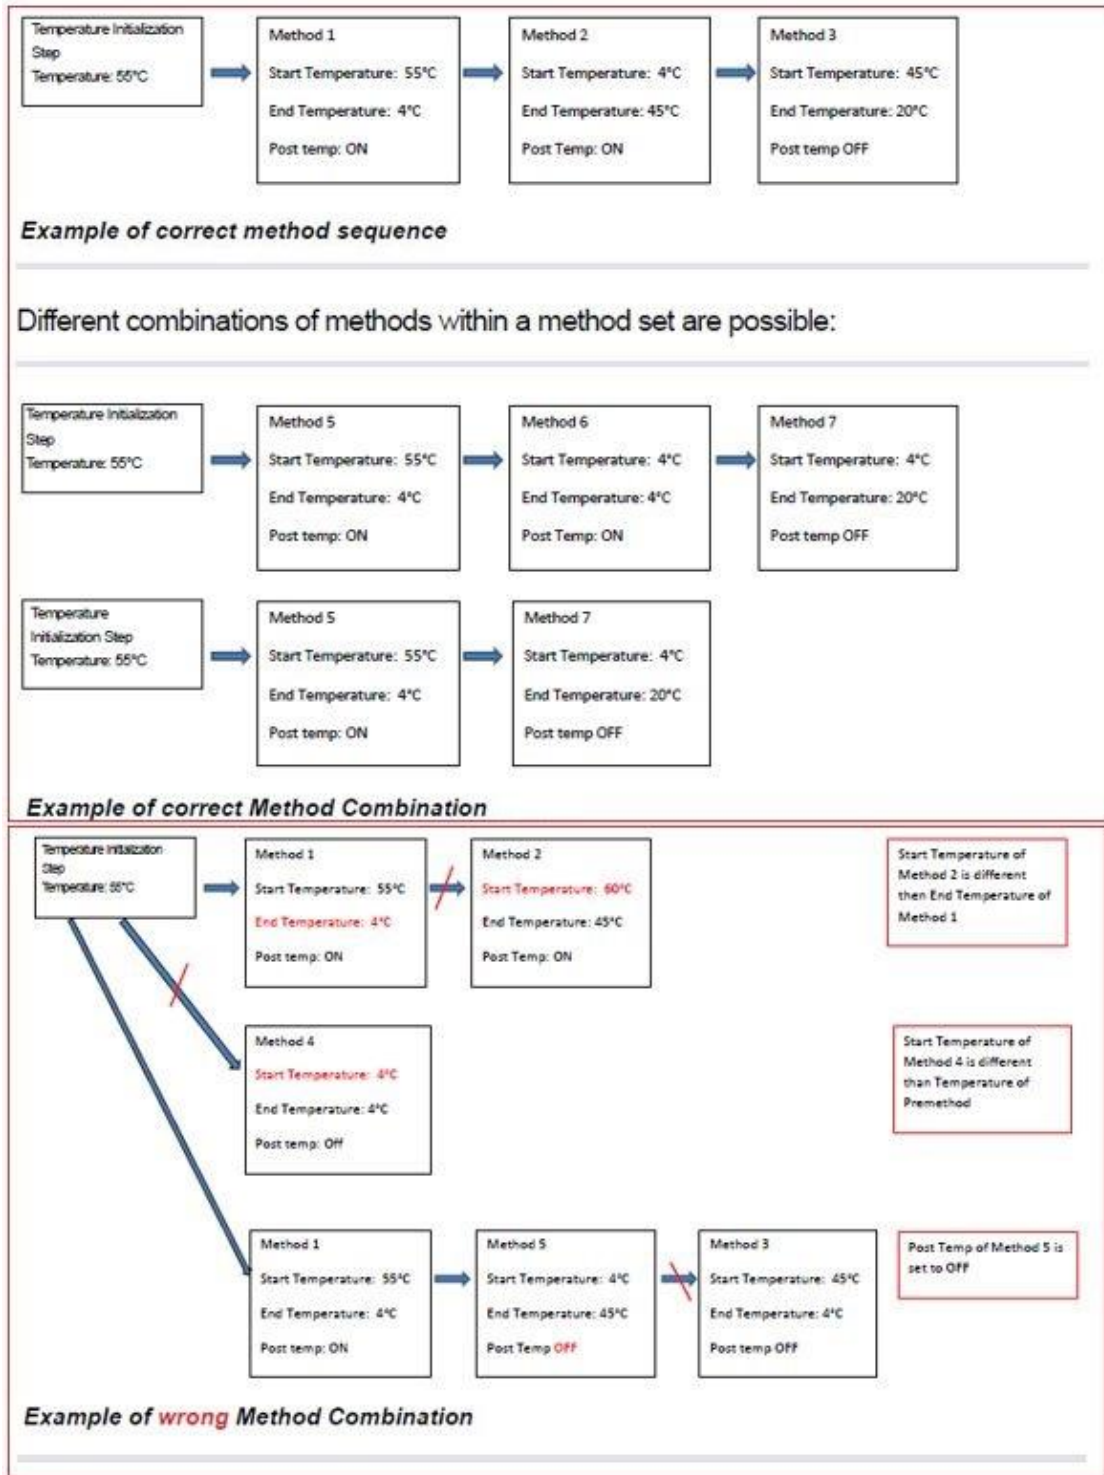 Temperature Initialization
Step
Temperature: 55°C
Method 1
Start Temperature: 55°C
End Temperature: 4°C
Post temp: ON
Method 2
Start Temperature: 4°C
End Temperature: 45°C
Post Temp: ON
Method 3
Start Temperature: 45°C
End Temperature: 20°C
Post temp OFF
Example of correct method sequence
Different combinations of methods within a method set are possible:
Temperature Initialization
Step
Temperature: 55°C
Method 5
Start Temperature: 55°C
End Temperature: 4°C
Post temp: ON
Method 6
Start Temperature: 4°C
End Temperature: 4°C
Post Temp: ON
Method 7
Start Temperature: 4°C
End Temperature: 20°C
Post temp OFF
Temperature
Initialization Step
Temperature: 55°C
Method 5
Start Temperature: 55°C
End Temperature: 4°C
Post temp: ON
Method 7
Start Temperature: 4°C
End Temperature: 20°C
Post temp OFF
Example of correct Method Combination
Temperature Initialization
Step
Temperature: 55°C
Method 1
Start Temperature: 55°C
End Temperature: 4°C
Post temp: ON
Method 2
Start Temperature: 60°C
End Temperature: 45°C
Post Temp: ON
Start Temperature of
Method 2 is different
then End Temperature of
Method 1
Method 4
Start Temperature: 4°C
End Temperature: 4°C
Post temp: Off
Start Temperature of
Method 4 is different
than Temperature of
Premethod
Method 1
Start Temperature: 55°C
End Temperature: 4°C
Post temp: ON
Method 5
Start Temperature: 4°C
End Temperature: 45°C
Post Temp OFF
Method 3
Start Temperature: 45°C
End Temperature: 4°C
Post temp OFF
Post Temp of Method 5 is
set to OFF
Example of wrong Method Combination